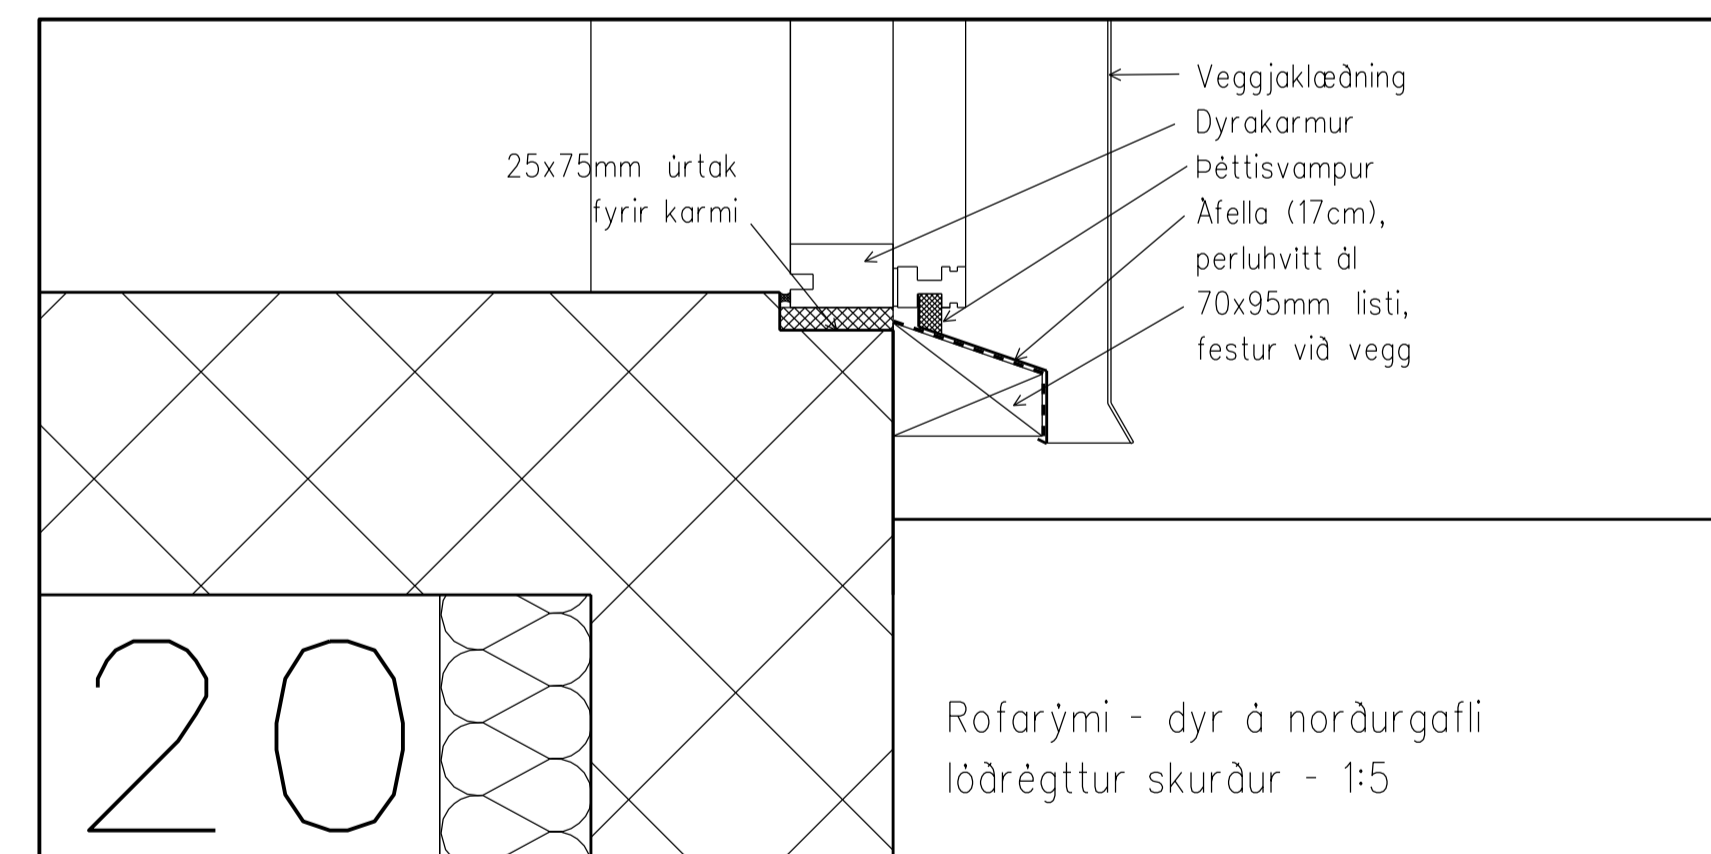 Veggjaklæðning
Dyrakarmur
25x75mm úrtak
fyrir karmi
Þéttisvampur
Áfella (17cm),
perluhvítt ál
70x95mm listi,
festur við vegg
20
Rofarými - dyr á norðurgafli
lóðrégttur skurður - 1:5